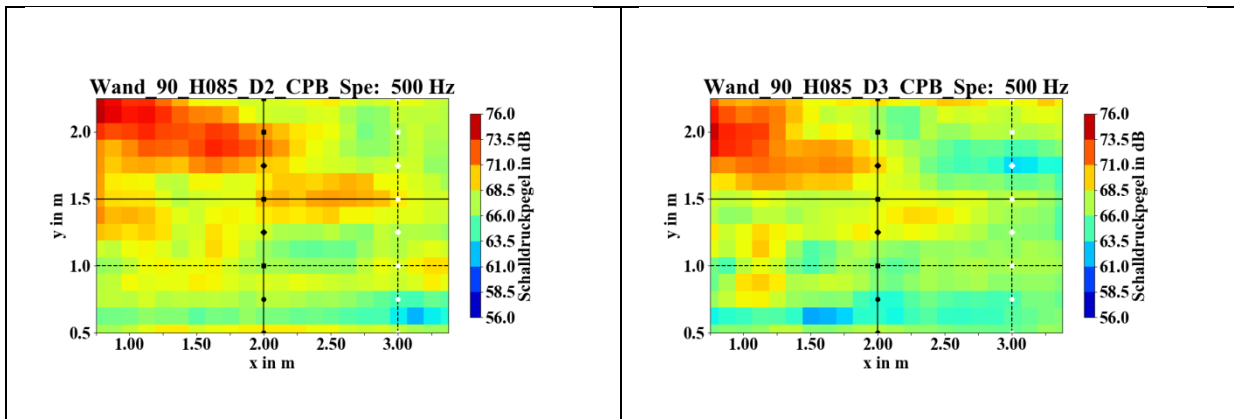 Wand_90_H085_D2_CPB_Spe: 500 Hz
76.0
73.5
71.0
68.5
66.0
63.5
61.0
58.5
56.0
Schalldruckpegel in dB
2.0
1.5
1.0
0.5
y in m
1.00 1.50 2.00 2.50 3.00
x in m
Wand_90_H085_D3_CPB_Spe: 500 Hz
76.0
73.5
71.0
68.5
66.0
63.5
61.0
58.5
56.0
Schalldruckpegel in dB
2.0
1.5
1.0
0.5
y in m
1.00 1.50 2.00 2.50 3.00
x in m